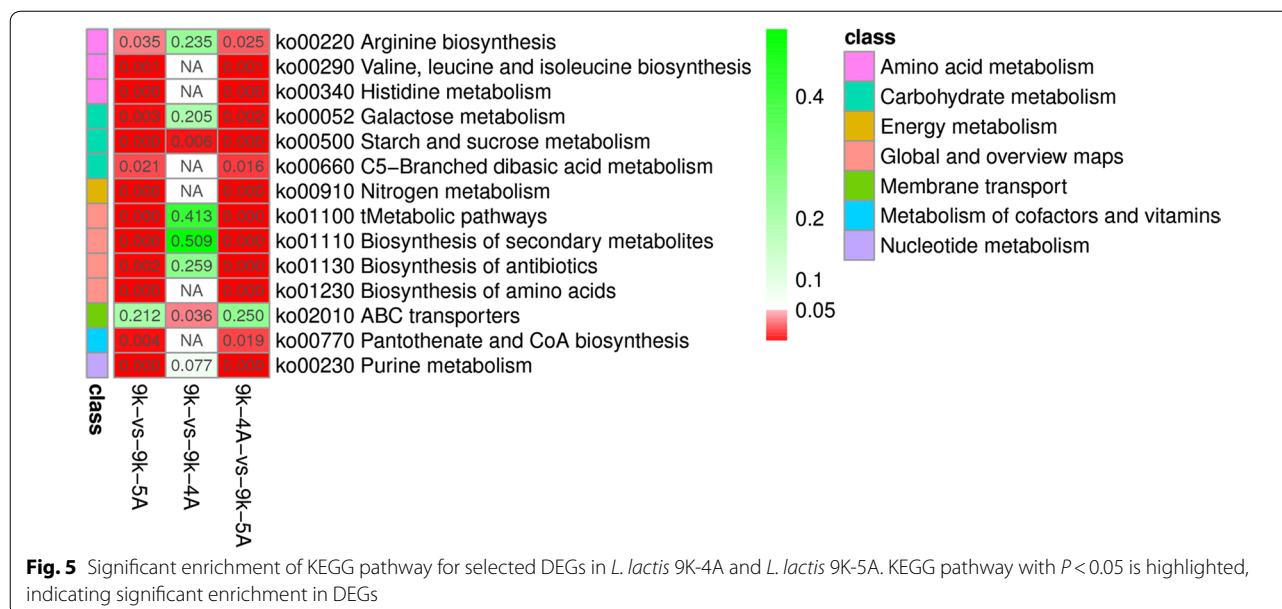 0.035 0.235 0.025 ko00220 Arginine biosynthesis
0.001 NA 0.001 ko00290 Valine, leucine and isoleucine biosynthesis
0.000 NA 0.000 ko00340 Histidine metabolism
0.003 0.205 0.002 ko00052 Galactose metabolism
0.000 0.006 0.000 ko00500 Starch and sucrose metabolism
0.021 NA 0.016 ko00660 C5−Branched dibasic acid metabolism
0.000 NA 0.000 ko00910 Nitrogen metabolism
0.000 0.413 0.000 ko01100 tMetabolic pathways
0.000 0.509 0.000 ko01110 Biosynthesis of secondary metabolites
0.002 0.259 0.000 ko01130 Biosynthesis of antibiotics
0.000 NA 0.000 ko01230 Biosynthesis of amino acids
0.212 0.036 0.250 ko02010 ABC transporters
0.004 NA 0.019 ko00770 Pantothenate and CoA biosynthesis
0.000 0.077 0.000 ko00230 Purine metabolism
class
9k−vs−9k−5A
9k−vs−9k−4A
9k−4A−vs−9k−5A
0.4
0.2
0.1
0.05
class
Amino acid metabolism
Carbohydrate metabolism
Energy metabolism
Global and overview maps
Membrane transport
Metabolism of cofactors and vitamins
Nucleotide metabolism
Fig. 5 Significant enrichment of KEGG pathway for selected DEGs in L. lactis 9K-4A and L. lactis 9K-5A. KEGG pathway with P < 0.05 is highlighted,
indicating significant enrichment in DEGs